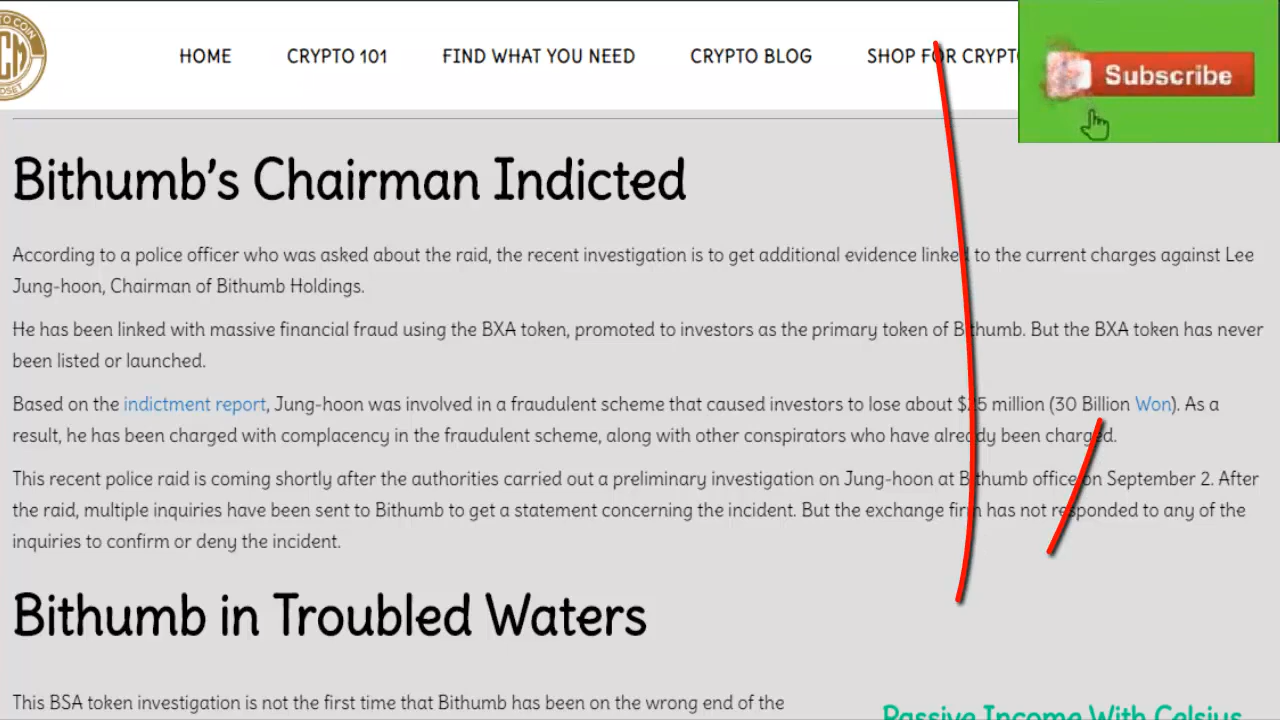 TO COIN
CM
DSET
HOME CRYPTO 101 FIND WHAT YOU NEED CRYPTO BLOG SHOP FOR CRYPTO
Subscribe
Bithumb's Chairman Indicted
According to a police officer who was asked about the raid, the recent investigation is to get additional evidence linked to the current charges against Lee
Jung-hoon, Chairman of Bithumb Holdings.
He has been linked with massive financial fraud using the BXA token, promoted to investors as the primary token of Bithumb. But the BXA token has never
been listed or launched.
Based on the indictment report, Jung-hoon was involved in a fraudulent scheme that caused investors to lose about $25 million (30 Billion Won). As a
result, he has been charged with complacency in the fraudulent scheme, along with other conspirators who have already been charged.
This recent police raid is coming shortly after the authorities carried out a preliminary investigation on Jung-hoon at Bithumb office on September 2. After
the raid, multiple inquiries have been sent to Bithumb to get a statement concerning the incident. But the exchange firm has not responded to any of the
inquiries to confirm or deny the incident.
Bithumb in Troubled Waters
This BSA token investigation is not the first time that Bithumb has been on the wrong end of the
Passive Income With Celsius